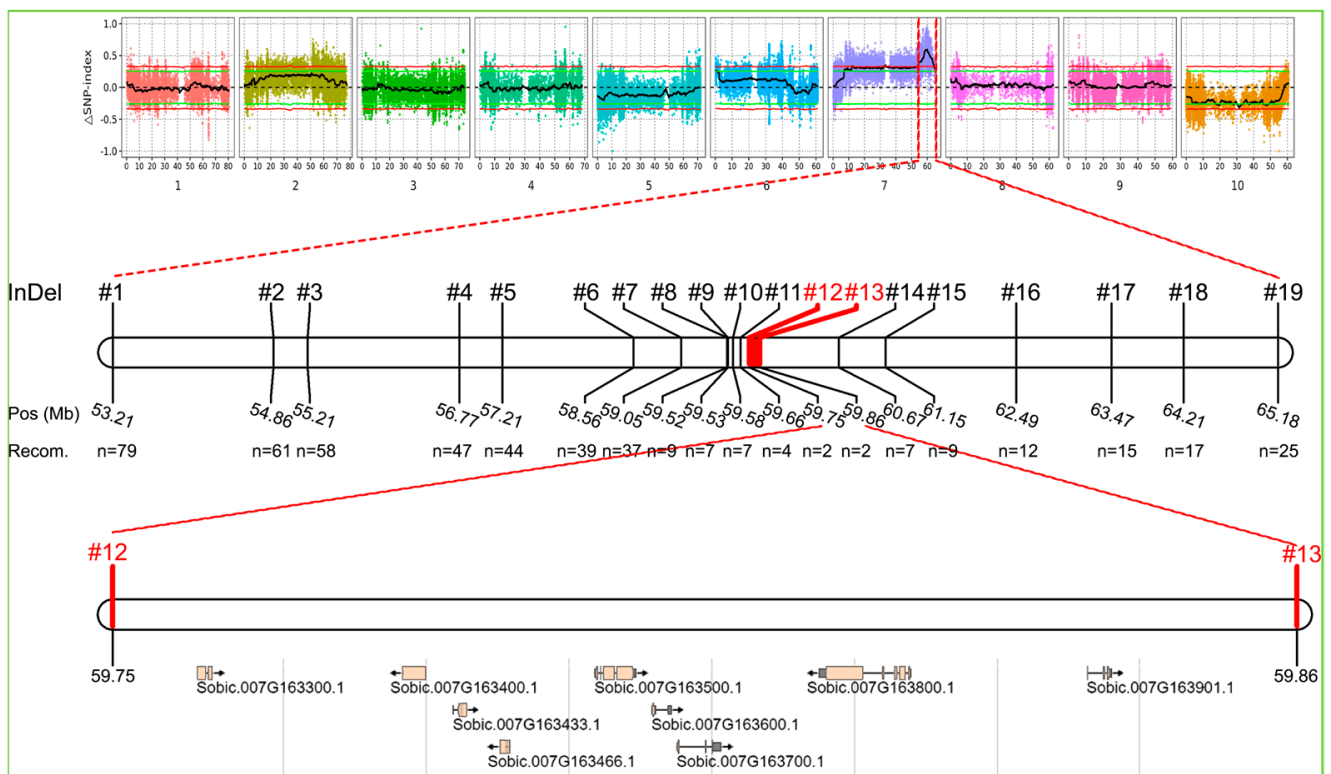 △SNP-index
1.0
0.5
0.0
-0.5
-1.0
0 10 20 30 40 50 60 70 80
0 10 20 30 40 50 60 70 80
0 10 20 30 40 50 60 70
0 10 20 30 40 50 60
0 10 20 30 40 50 60 70
0 10 20 30 40 50 60
0 10 20 30 40 50 60
0 10 20 30 40 50 60
0 10 20 30 40 50 60
0 10 20 30 40 50 60
1 2 3 4 5 6 7 8 9 10
InDel #1 #2 #3 #4 #5 #6 #7 #8 #9 #10 #11 #12 #13 #14 #15 #16 #17 #18 #19
Pos (Mb) 53.21 54.86 55.21 56.77 57.21 58.56 59.05 59.52 59.53 59.58 59.66 59.75 59.86 60.67 61.15 62.49 63.47 64.21 65.18
Recom. n=79 n=61 n=58 n=47 n=44 n=39 n=37 n=9 n=7 n=7 n=4 n=2 n=2 n=7 n=9 n=12 n=15 n=17 n=25
#12 #13
59.75 59.86
Sobic.007G163300.1 Sobic.007G163400.1 Sobic.007G163500.1 Sobic.007G163800.1 Sobic.007G163901.1
Sobic.007G163433.1 Sobic.007G163600.1
Sobic.007G163466.1 Sobic.007G163700.1